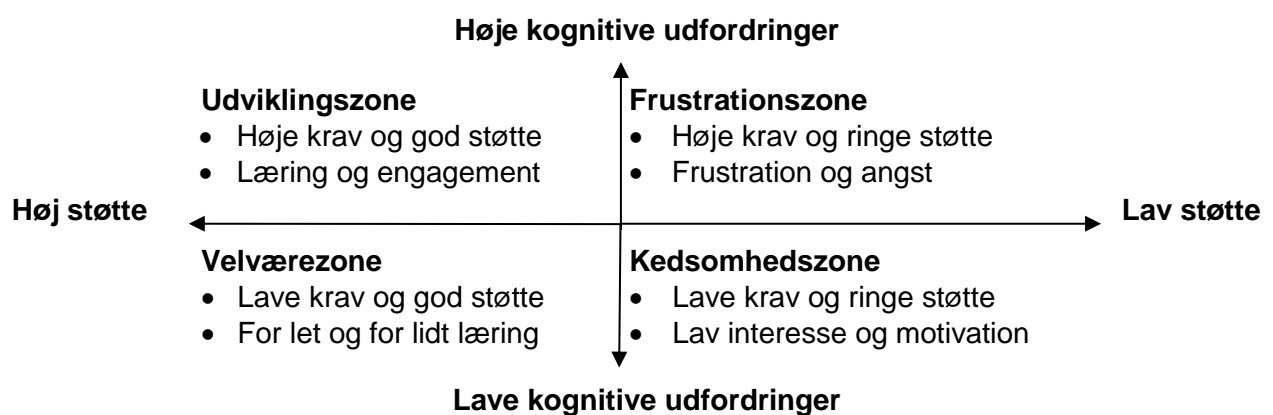 Høje kognitive udfordringer
Udviklingszone
• Høje krav og god støtte
• Læring og engagement
Frustrationszone
• Høje krav og ringe støtte
• Frustration og angst
Høj støtte
Lav støtte
Velværezone
• Lave krav og god støtte
• For let og for lidt læring
Kedsomhedszone
• Lave krav og ringe støtte
• Lav interesse og motivation
Lave kognitive udfordringer